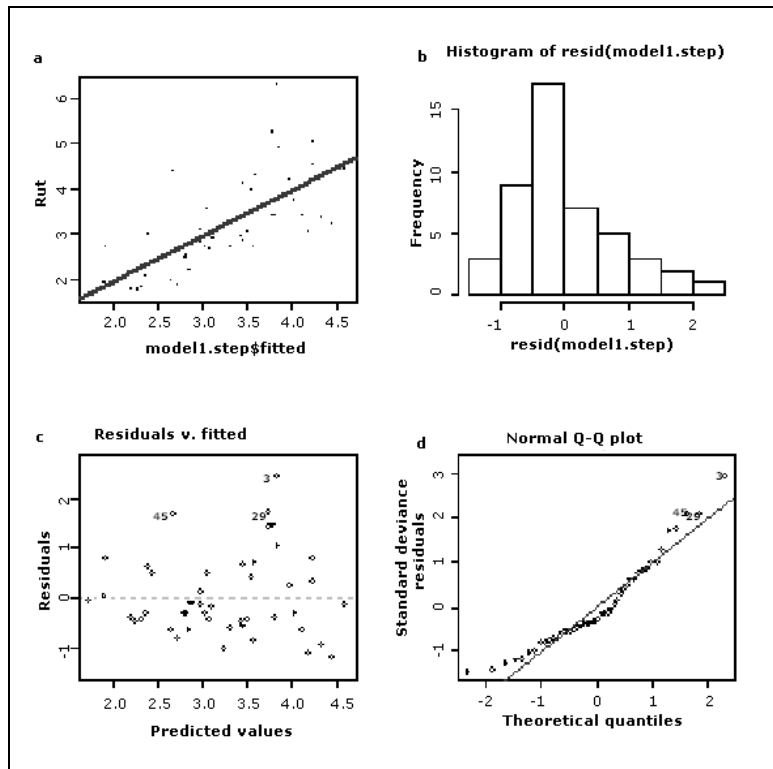 a
6
5
4
3
2
Rut
2.0 2.5 3.0 3.5 4.0 4.5
model1.step$fitted
b Histogram of resid(model1.step)
15
10
5
0
Frequency
-1 0 1 2
resid(model1.step)
c Residuals v. fitted
2
1
0
-1
Residuals
3
45
29
2.0 2.5 3.0 3.5 4.0 4.5
Predicted values
d Normal Q-Q plot
3
2
1
0
-1
Standard deviance
residuals
3
45
29
-2 -1 0 1 2
Theoretical quantiles